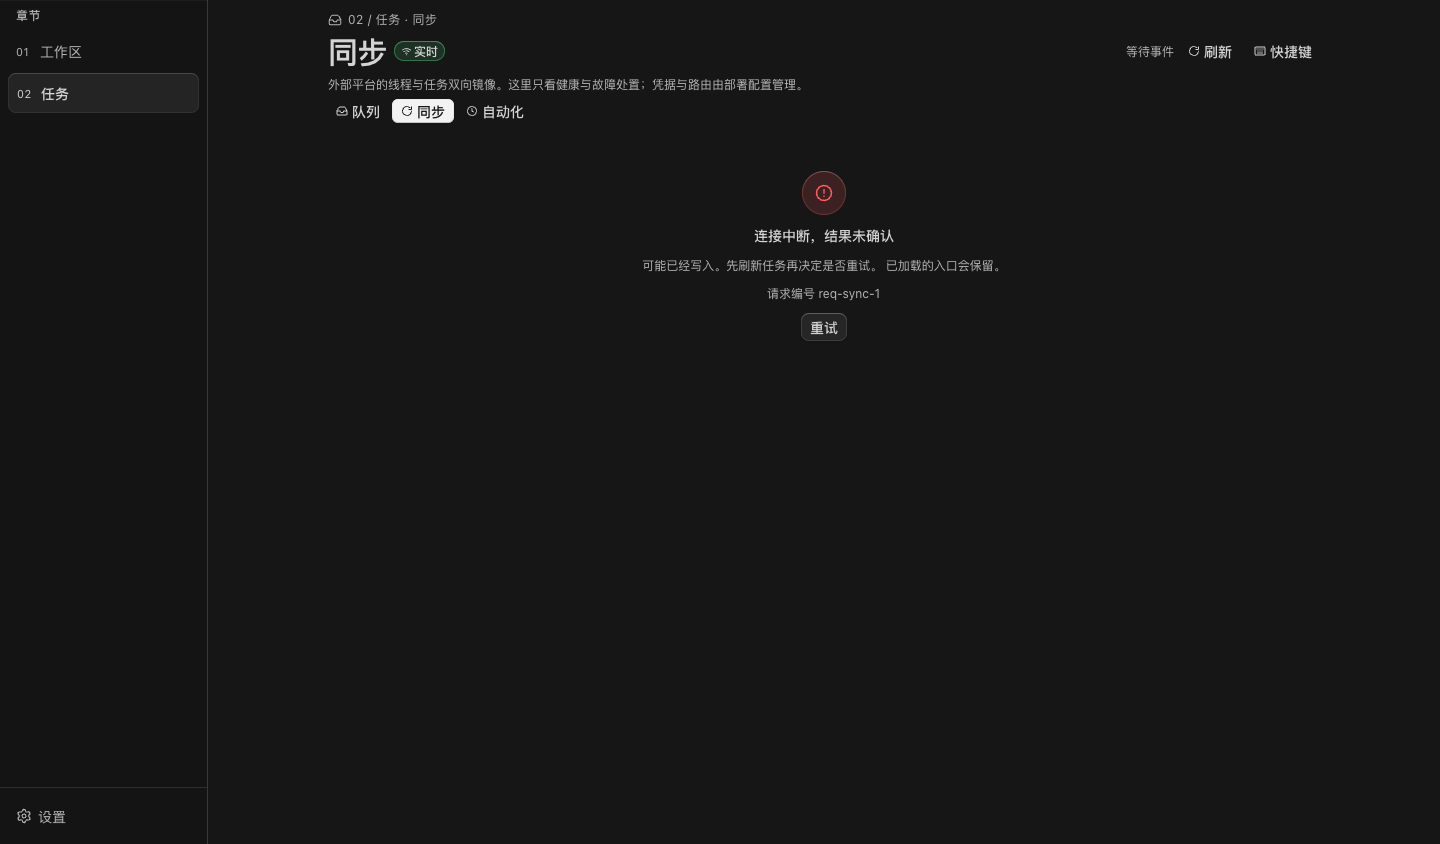 章节
01 工作区
02 任务
设置
02 / 任务 · 同步
同步 实时
等待事件 刷新 快捷键
外部平台的线程与任务双向镜像。这里只看健康与故障处置；凭据与路由由部署配置管理。
队列 同步 自动化
连接中断，结果未确认
可能已经写入。先刷新任务再决定是否重试。 已加载的入口会保留。
请求编号 req-sync-1
重试